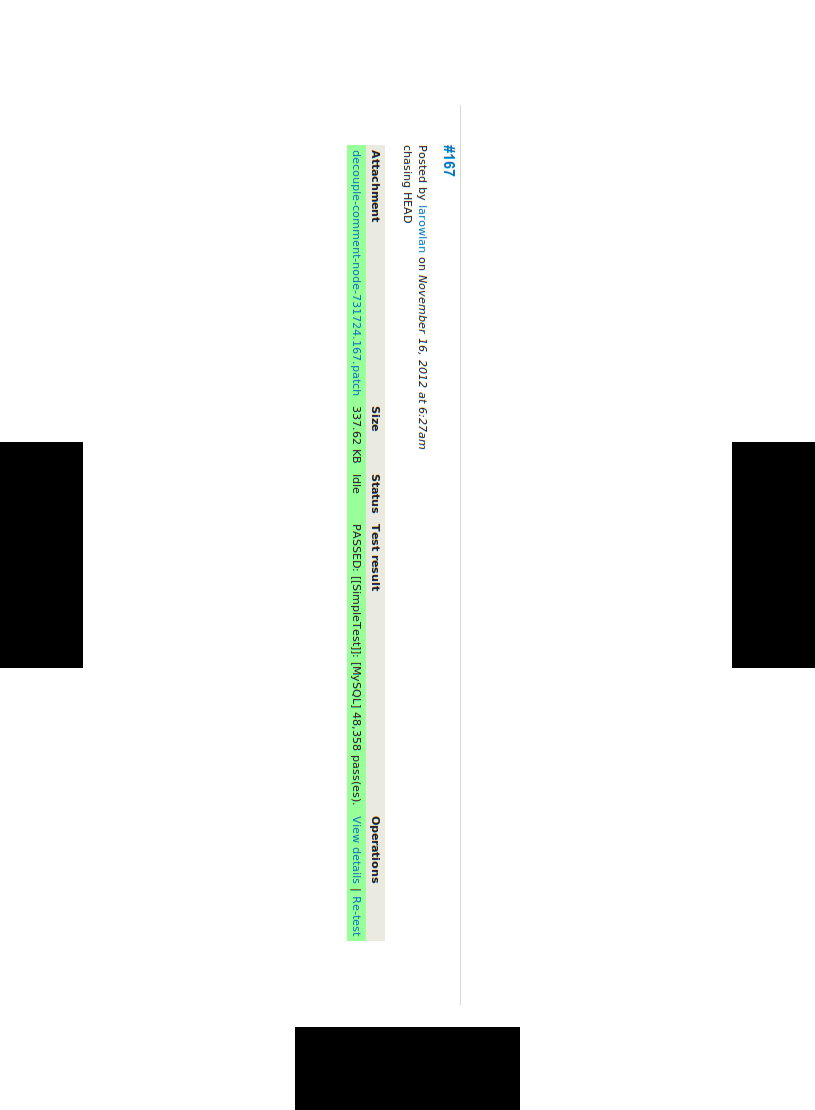 #167
Posted by larowlan on November 16, 2012 at 6:27am
chasing HEAD
Attachment Size Status Test result Operations
decouple-comment-node-731724.167.patch 337.62 KB Idle PASSED: [[SimpleTest]]: [MySQL] 48,358 pass(es). View details | Re-test